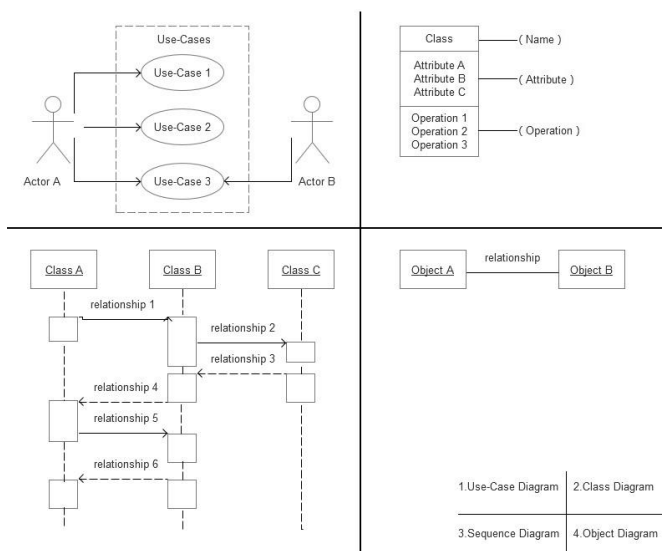 Use-Cases
Use-Case 1
Use-Case 2
Use-Case 3
Actor A
Actor B
Class
( Name )
Attribute A
Attribute B
Attribute C
( Attribute )
Operation 1
Operation 2
Operation 3
( Operation )
Class A
Class B
Class C
relationship 1
relationship 2
relationship 3
relationship 4
relationship 5
relationship 6
relationship
Object A
Object B
1.Use-Case Diagram
2.Class Diagram
3.Sequence Diagram
4.Object Diagram